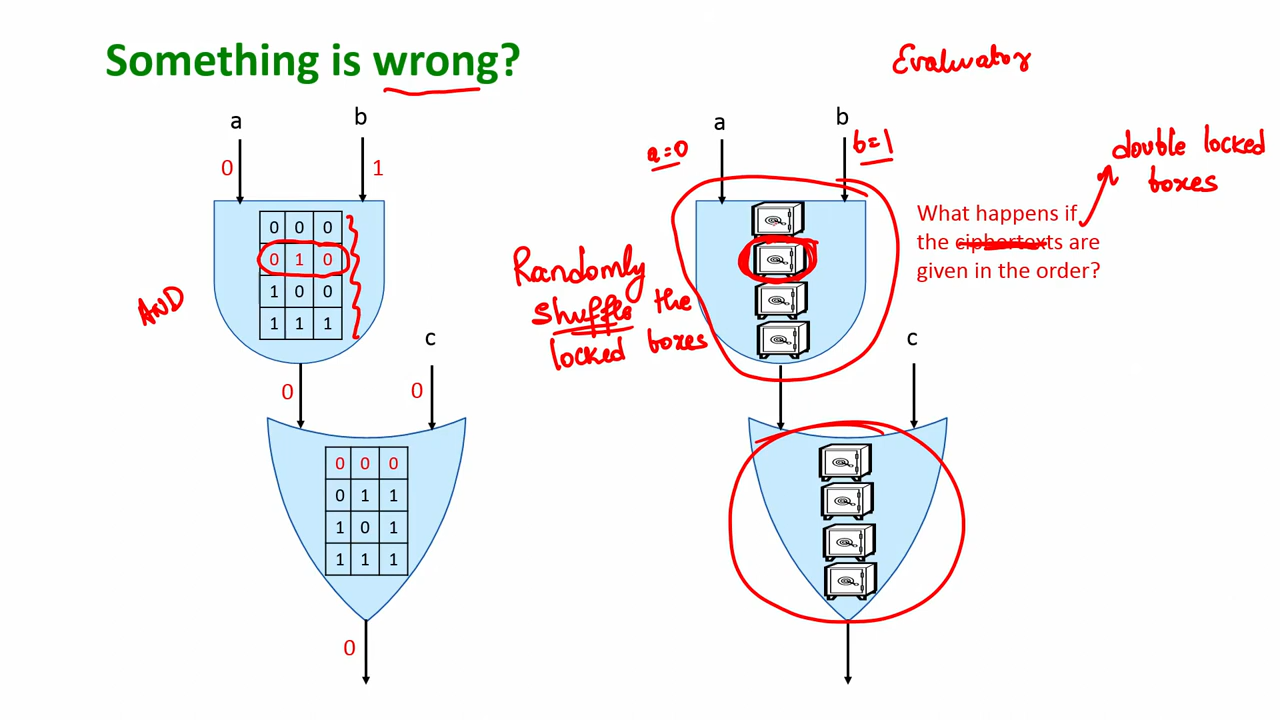 Something is wrong?
Evaluator
a
b
0
1
0 0 0
0 1 0
1 0 0
1 1 1
AND
0
c
0
0 0 0
0 1 1
1 0 1
1 1 1
0
a
b
a=0
b=1
Randomly
shuffle the
locked boxes
c
double locked
boxes
What happens if
the ciphertexts are
given in the order?